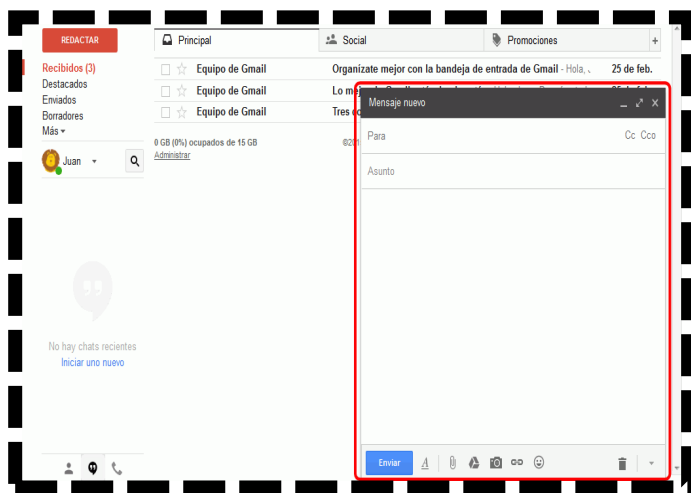 REDACTAR
Principal
Social
Promociones
+
Recibidos (3)
Destacados
Enviados
Borradores
Más
Equipo de Gmail Organízate mejor con la bandeja de entrada de Gmail - Hola, 25 de feb.
Equipo de Gmail Lo
Equipo de Gmail Tres
0 GB (0%) ocupados de 15 GB
Administrar
Juan
No hay chats recientes
Iniciar uno nuevo
Mensaje nuevo
Para Cc Cco
Asunto
Enviar A